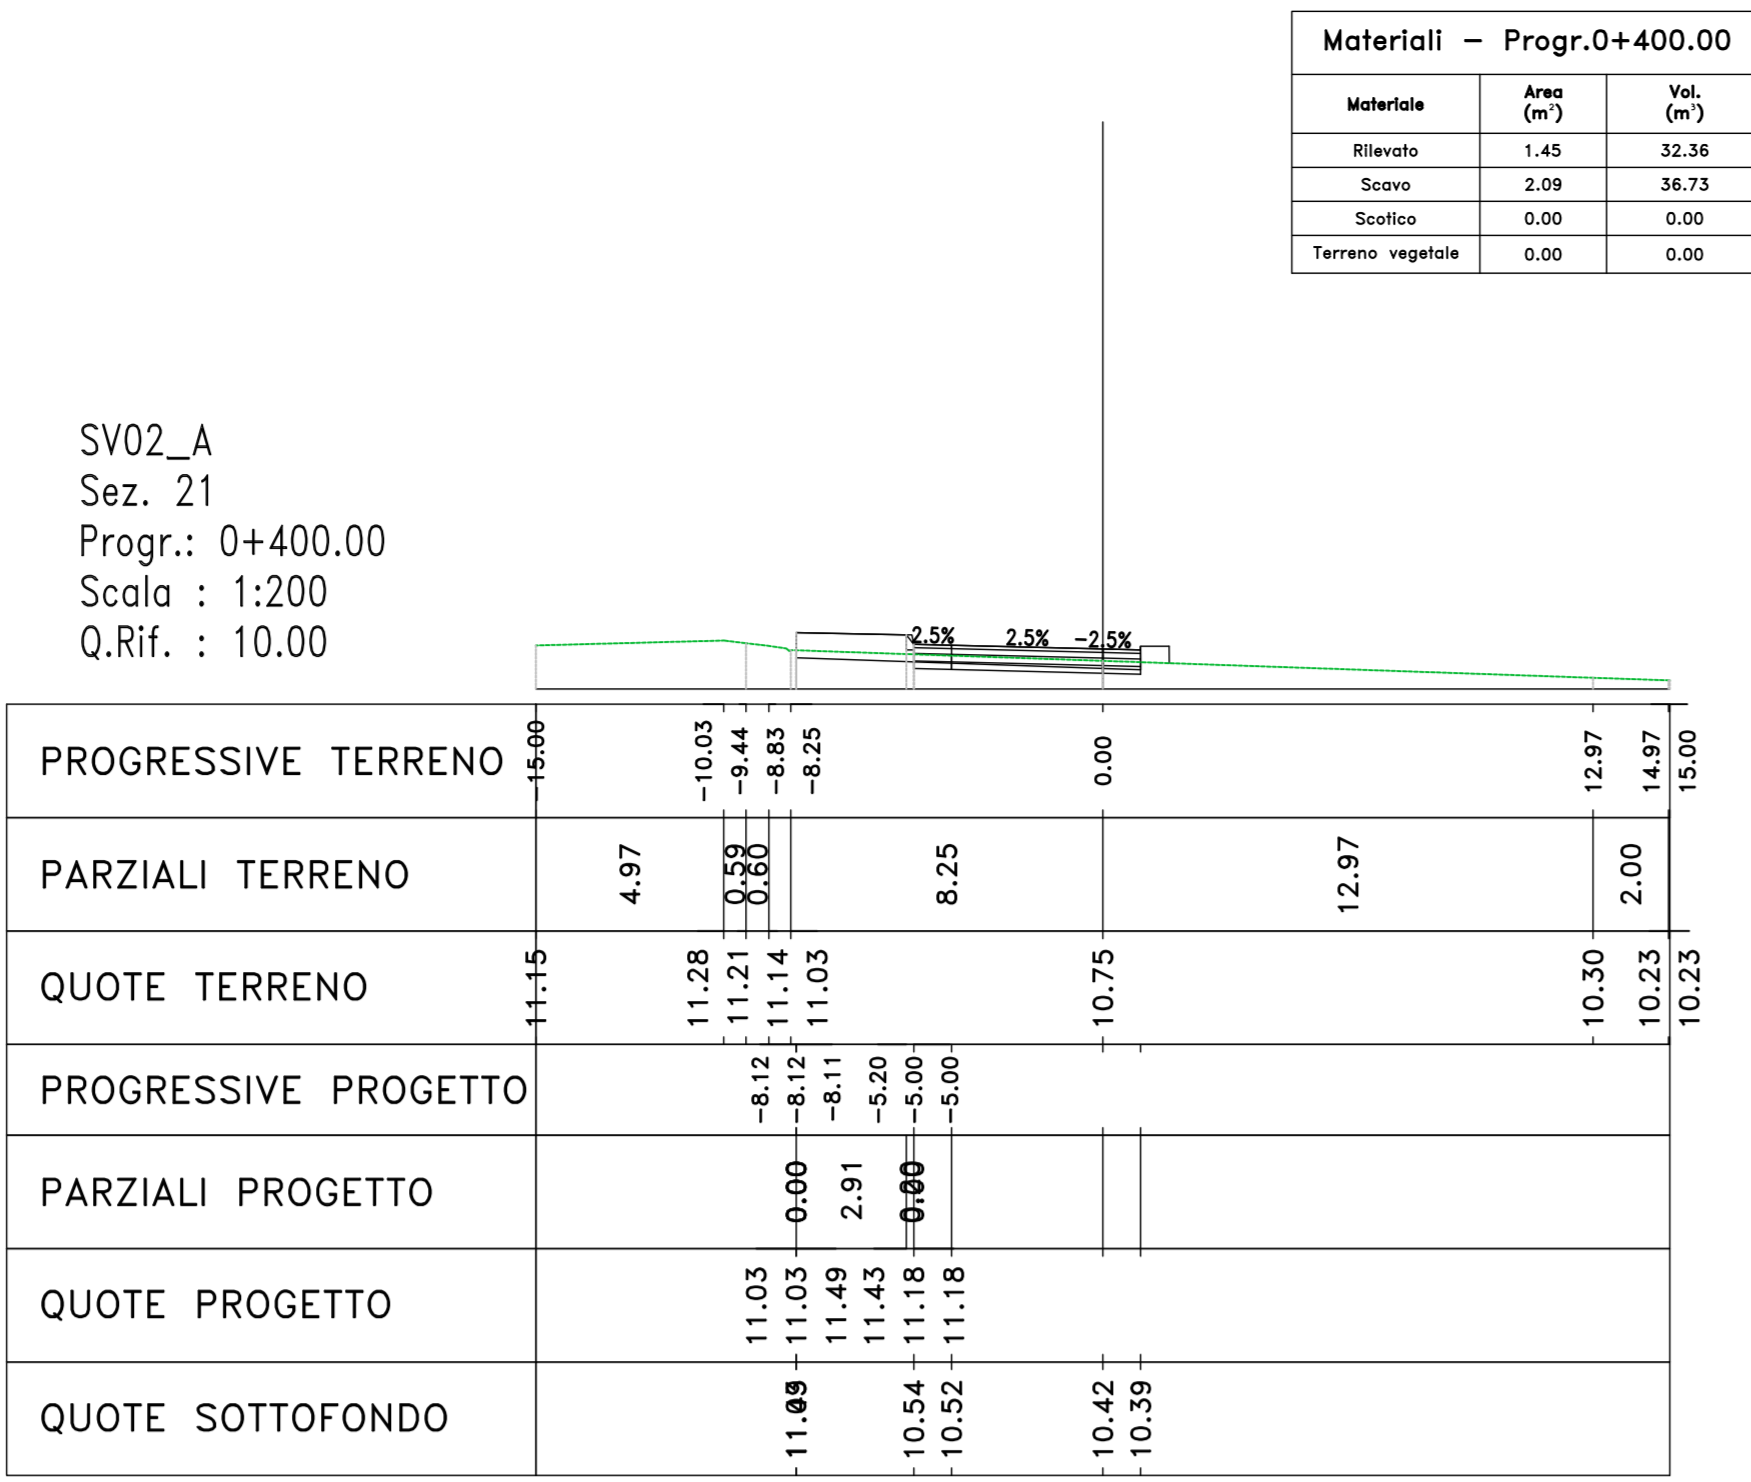 Materiali - Progr.0+400.00
Materiale Area (m²) Vol. (m³)
Rilevato 1.45 32.36
Scavo 2.09 36.73
Scotico 0.00 0.00
Terreno vegetale 0.00 0.00
SV02_A
Sez. 21
Progr.: 0+400.00
Scala : 1:200
Q.Rif. : 10.00
2.5% 2.5% -2.5%
PROGRESSIVE TERRENO -15.00 -10.03 -9.44 -8.83 -8.25 0.00 12.97 14.97 15.00
PARZIALI TERRENO 4.97 0.59 0.60 8.25 12.97 2.00
QUOTE TERRENO 11.15 11.28 11.21 11.14 11.03 10.75 10.30 10.23 10.23
PROGRESSIVE PROGETTO -8.12 -8.12 -8.11 -5.20 -5.00 -5.00
PARZIALI PROGETTO 0.00 2.91
QUOTE PROGETTO 11.03 11.03 11.49 11.43 11.18 11.18
QUOTE SOTTOFONDO 10.54 10.52 10.42 10.39